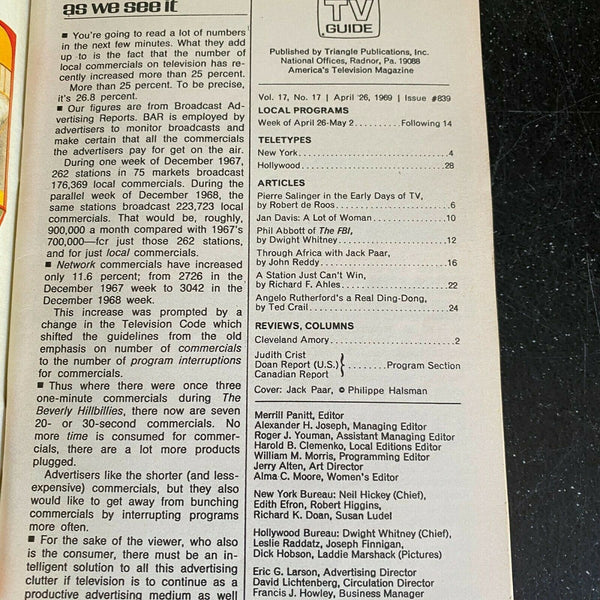 as we see it
■ You're going to read a lot of numbers
in the next few minutes. What they add
up to is the fact that the number of
local commercials on television has re-
cently increased more than 25 percent.
More than 25 percent. To be precise,
it's 26.8 percent.
■ Our figures are from Broadcast Ad-
vertising Reports. BAR is employed by
advertisers to monitor broadcasts and
make certain that all the commercials
the advertisers pay for get on the air.
During one week of December 1967,
262 stations in 75 markets broadcast
176,369 local commercials. During the
parallel week of December 1968, the
same stations broadcast 223,723 local
commercials. That would be, roughly,
900,000 a month compared with 1967's
700,000—for just those 262 stations,
and for just local commercials.
■ Network commercials have increased
only 11.6 percent; from 2726 in the
December 1967 week to 3042 in the
December 1968 week.
This increase was prompted by a
change in the Television Code which
shifted the guidelines from the old
emphasis on number of commercials
to the number of program interruptions
for commercials.
■ Thus where there were once three
one-minute commercials during The
Beverly Hillbillies, there now are seven
20- or 30-second commercials. No
more time is consumed for commer-
cials, there are a lot more products
plugged.
Advertisers like the shorter (and less-
expensive) commercials, but they also
would like to get away from bunching
commercials by interrupting programs
more often.
■ For the sake of the viewer, who also
is the consumer, there must be an in-
telligent solution to all this advertising
clutter if television is to continue as a
productive advertising medium as well
TV
GUIDE
Published by Triangle Publications, Inc.
National Offices, Radnor, Pa. 19088
America's Television Magazine
Vol. 17, No. 17 | April 26, 1969 | Issue #839
LOCAL PROGRAMS
Week of April 26-May 2..........Following 14
TELETYPES
New York....................................4
Hollywood..................................28
ARTICLES
Pierre Salinger in the Early Days of TV,
by Robert de Roos..........................6
Jan Davis: A Lot of Woman.................10
Phil Abbott of The FBI,
by Dwight Whitney.........................12
Through Africa with Jack Paar,
by John Reddy.............................16
A Station Just Can't Win,
by Richard F. Ahles.......................22
Angelo Rutherford's a Real Ding-Dong,
by Ted Crail..............................24
REVIEWS, COLUMNS
Cleveland Amory............................2
Judith Crist
Doan Report (U.S.)........Program Section
Canadian Report
Cover: Jack Paar, © Philippe Halsman
Merrill Panitt, Editor
Alexander H. Joseph, Managing Editor
Roger J. Youman, Assistant Managing Editor
Harold B. Clemenko, Local Editions Editor
William M. Morris, Programming Editor
Jerry Alten, Art Director
Alma C. Moore, Women's Editor
New York Bureau: Neil Hickey (Chief),
Edith Efron, Robert Higgins,
Richard K. Doan, Susan Ludel
Hollywood Bureau: Dwight Whitney (Chief),
Leslie Raddatz, Joseph Finnigan,
Dick Hobson, Laddie Marshack (Pictures)
Eric G. Larson, Advertising Director
David Lichtenberg, Circulation Director
Francis J. Howley, Business Manager